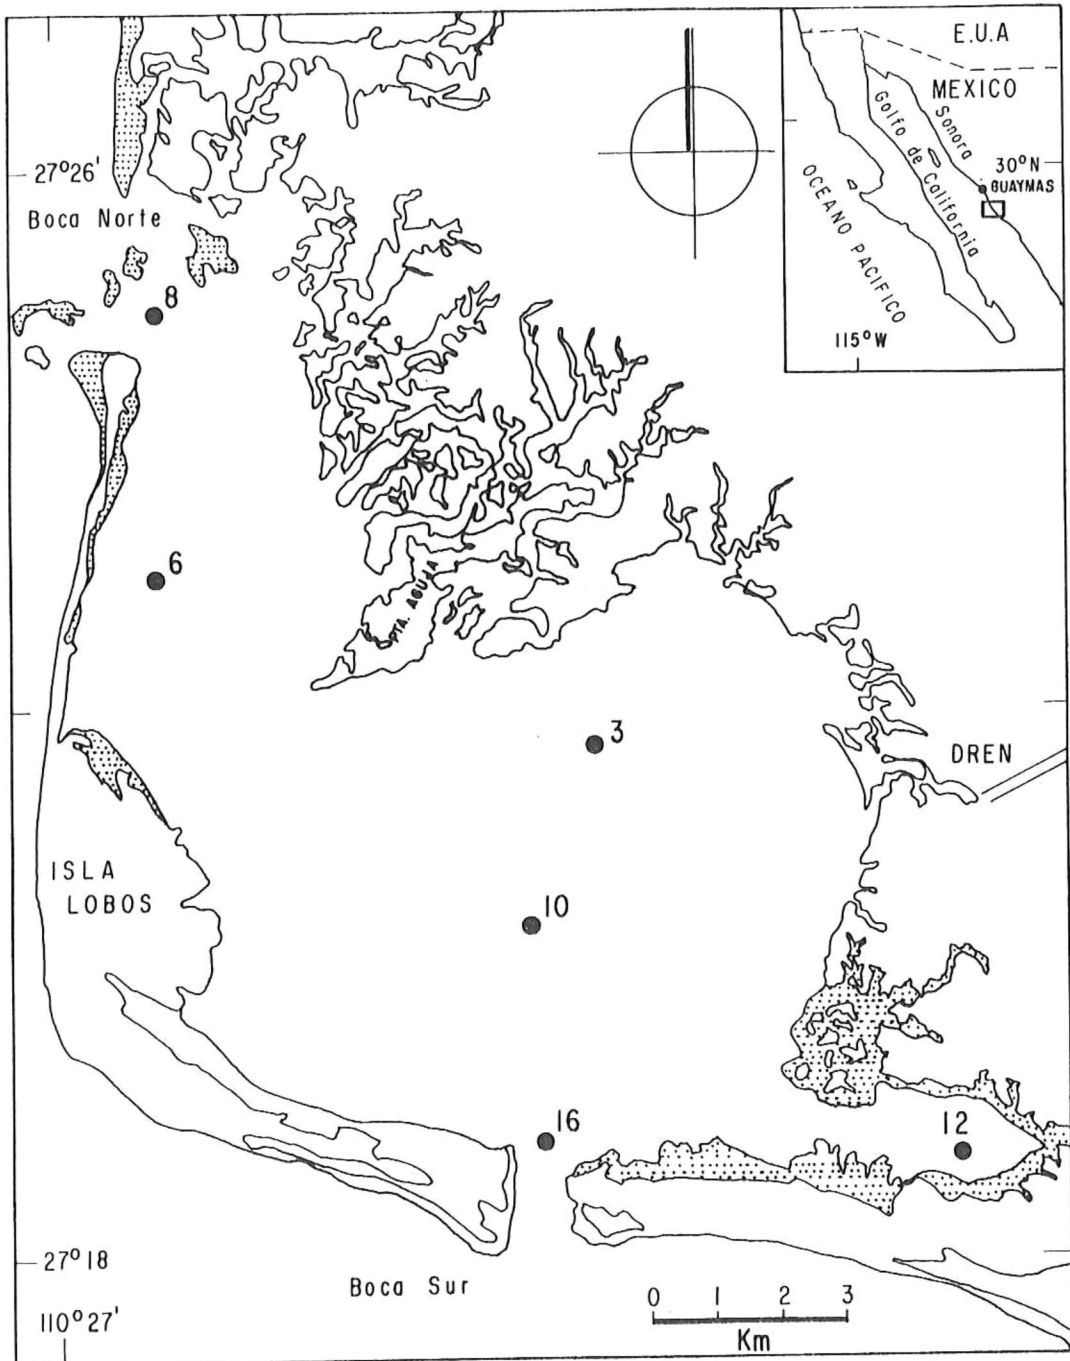 E.U.A
MEXICO
Sonora
Golfo de California
30°N
GUAYMAS
OCEANO PACIFICO
115°W
27°26'
Boca Norte
8
6
PTA. AGUJA
3
DREN
ISLA
LOBOS
10
16
12
27°18
Boca Sur
110°27'
0 1 2 3
Km